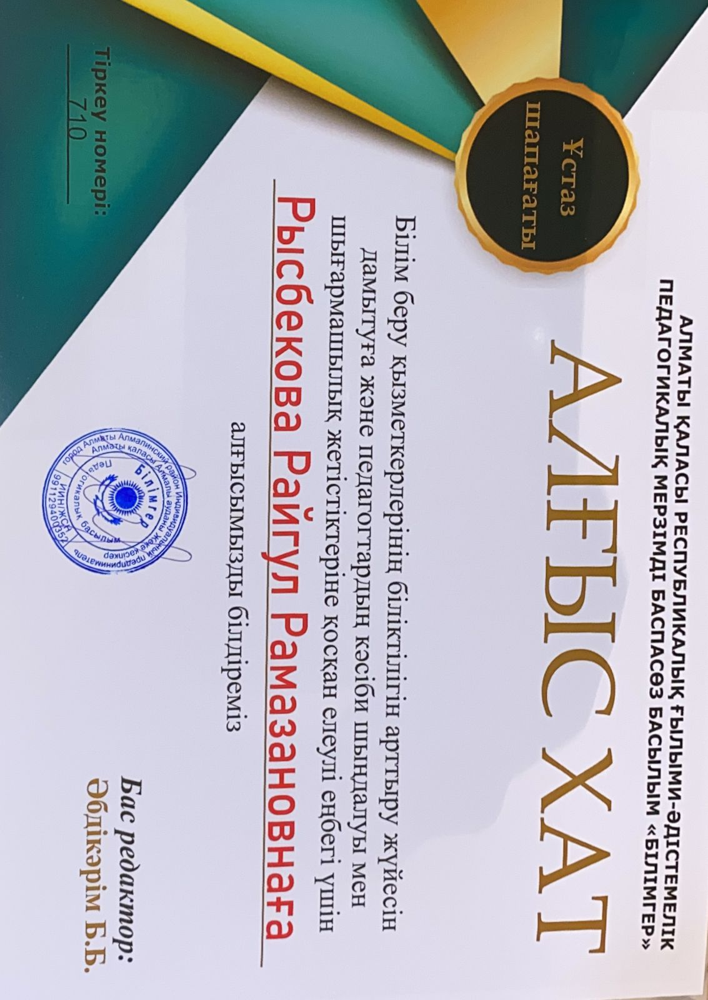 АЛМАТЫ ҚАЛАСЫ РЕСПУБЛИКАЛЫҚ ҒЫЛЫМИ-ӘДІСТЕМЕЛІК
ПЕДАГОГИКАЛЫҚ МЕРЗІМДІ БАСПАСӨЗ БАСЫЛЫМ «БІЛІМГЕР»
Ұстаз
шапағаты
АЛҒЫС ХАТ
Білім беру қызметкерлерінің біліктілігін арттыру жүйесін
дамытуға және педагогтардың кәсіби шыңдалуы мен
шығармашылық жетістіктеріне қосқан елеулі еңбегі үшін
Рысбекова Райгул Рамазановнаға
алғысымызды білдіреміз
Тіркеу номері:
710
город Алматы Алмалинский район Индивидуальный предприниматель
Алматы қаласы Алмалы ауданы жеке кәсіпкер
Білімгер
Педагогикалық басылым
ИИН/ЖСН
991129400352
Бас редактор:
Әбдікәрім Б.Б.